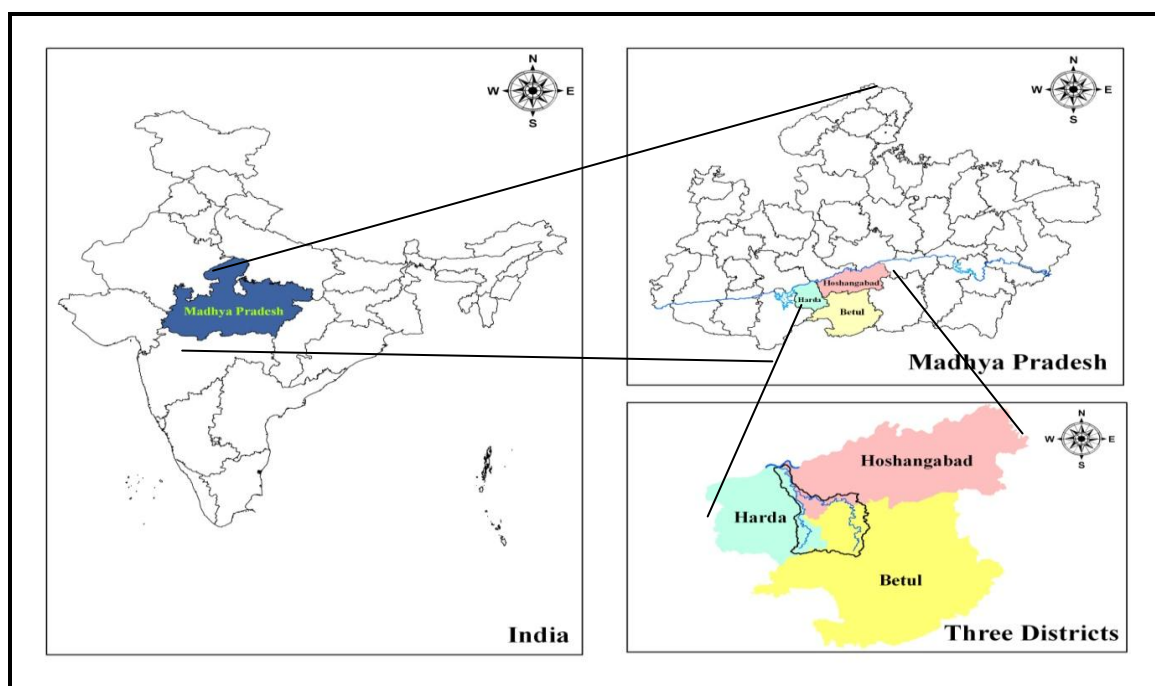 N
W E
S
Madhya Pradesh
India
N
W E
S
Hoshangabad
Harda
Betul
Madhya Pradesh
N
W E
S
Hoshangabad
Harda
Betul
Three Districts